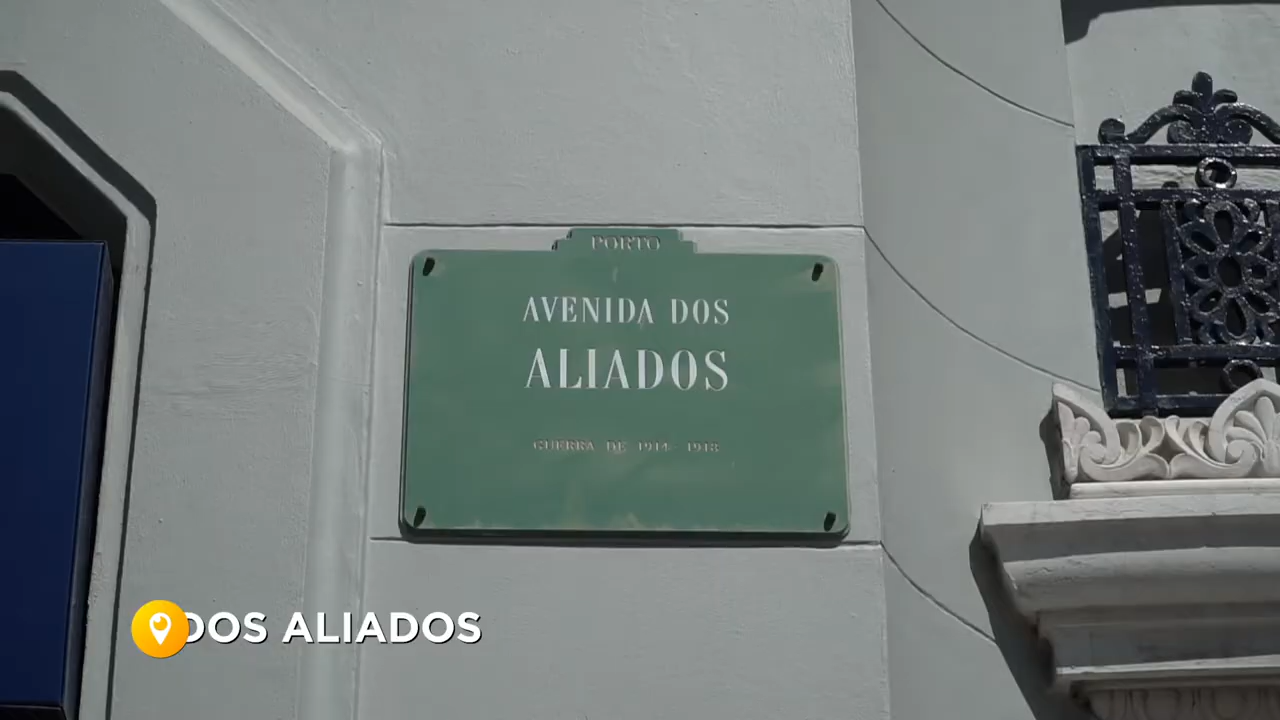 PORTO
AVENIDA DOS
ALIADOS
GUERRA DE 1914 - 1918
DOS ALIADOS